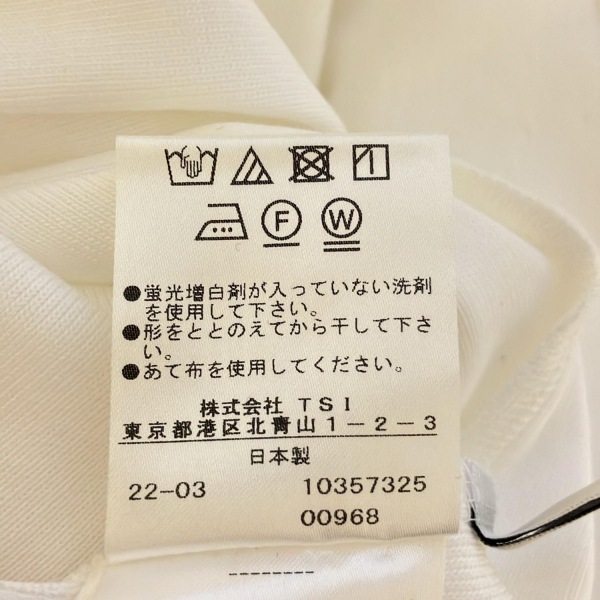 F W
●蛍光増白剤が入っていない洗剤
を使用して下さい。
●形をととのえてから干して下さ
い。
●あて布を使用してください。
株式会社 TSI
東京都港区北青山1-2-3
日本製
22-03 10357325
00968